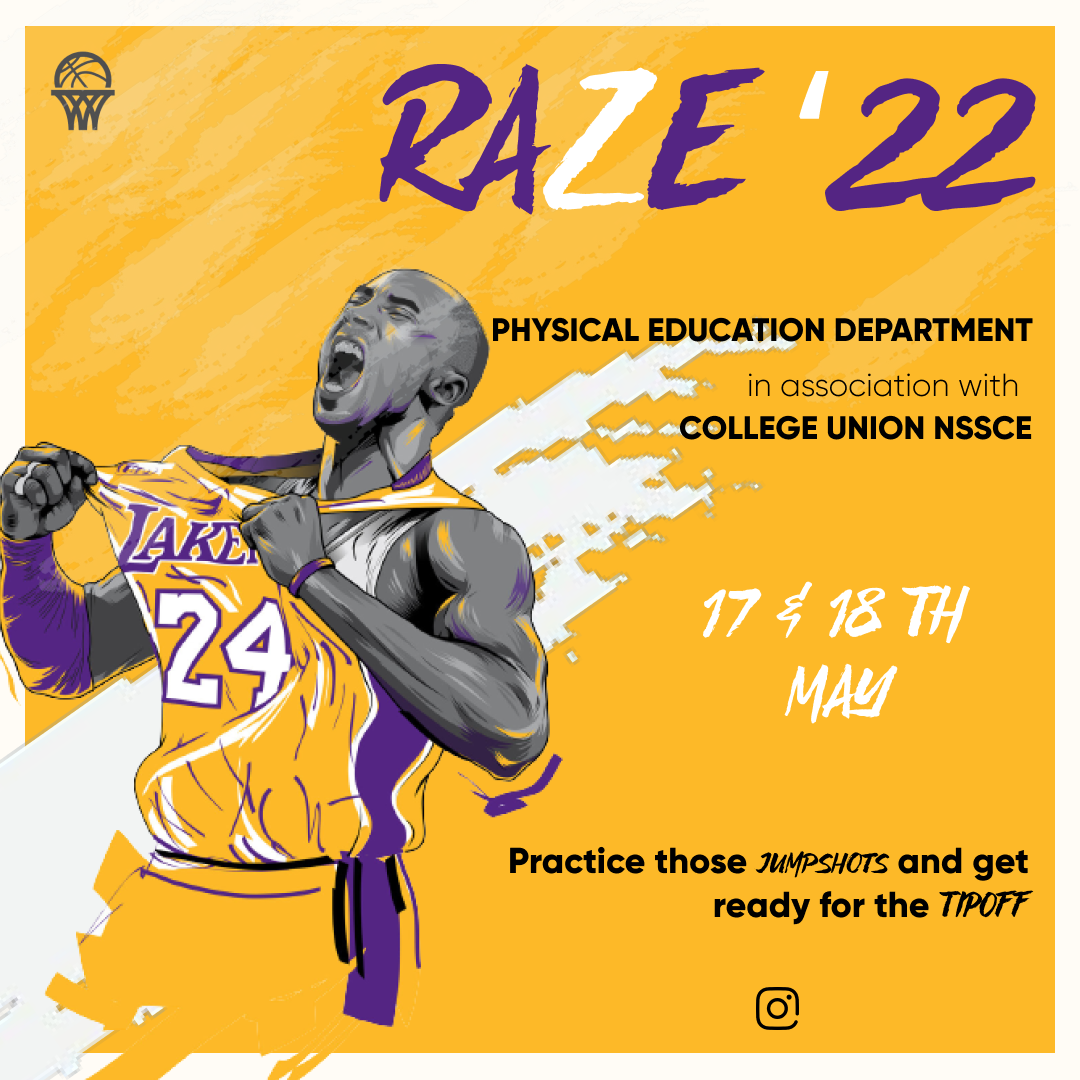 RAZE '22
PHYSICAL EDUCATION DEPARTMENT
in association with
COLLEGE UNION NSSCE
LAKE
24
17 & 18 TH
MAY
Practice those JUMPSHOTS and get
ready for the TIPOFF